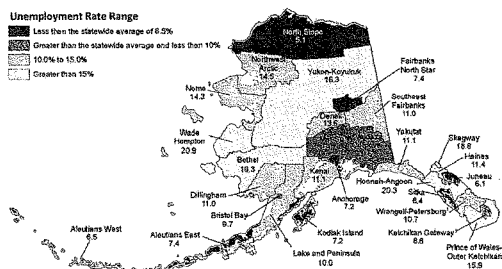 Unemployment Rate Range
Less than the statewide average of 8.5%
Greater than the statewide average and less than 10%
10.0% to 15.0%
Greater than 15%
North Slope
5.1
Northwest
Arctic
14.5
Yukon-Koyukuk
16.3
Fairbanks
North Star
7.4
Nome
14.2
Southeast
Fairbanks
11.0
Denali
Wade
Hampton
20.9
Yakutat
11.1
Skagway
Haines
11.4
Juneau
6.1
Bethel
Kenai
11.1
Hoonah-Angoon
20.3
Sitka
6.4
Dillingham
11.0
Anchorage
7.2
Wrangell-Petersburg
10.7
Bristol Bay
9.7
Ketchikan Gateway
Aleutians West
6.5
Aleutians East
7.4
Kodiak Island
7.2
Lake and Peninsula
10.0
Prince of Wales-
Outer Ketchikan
15.9